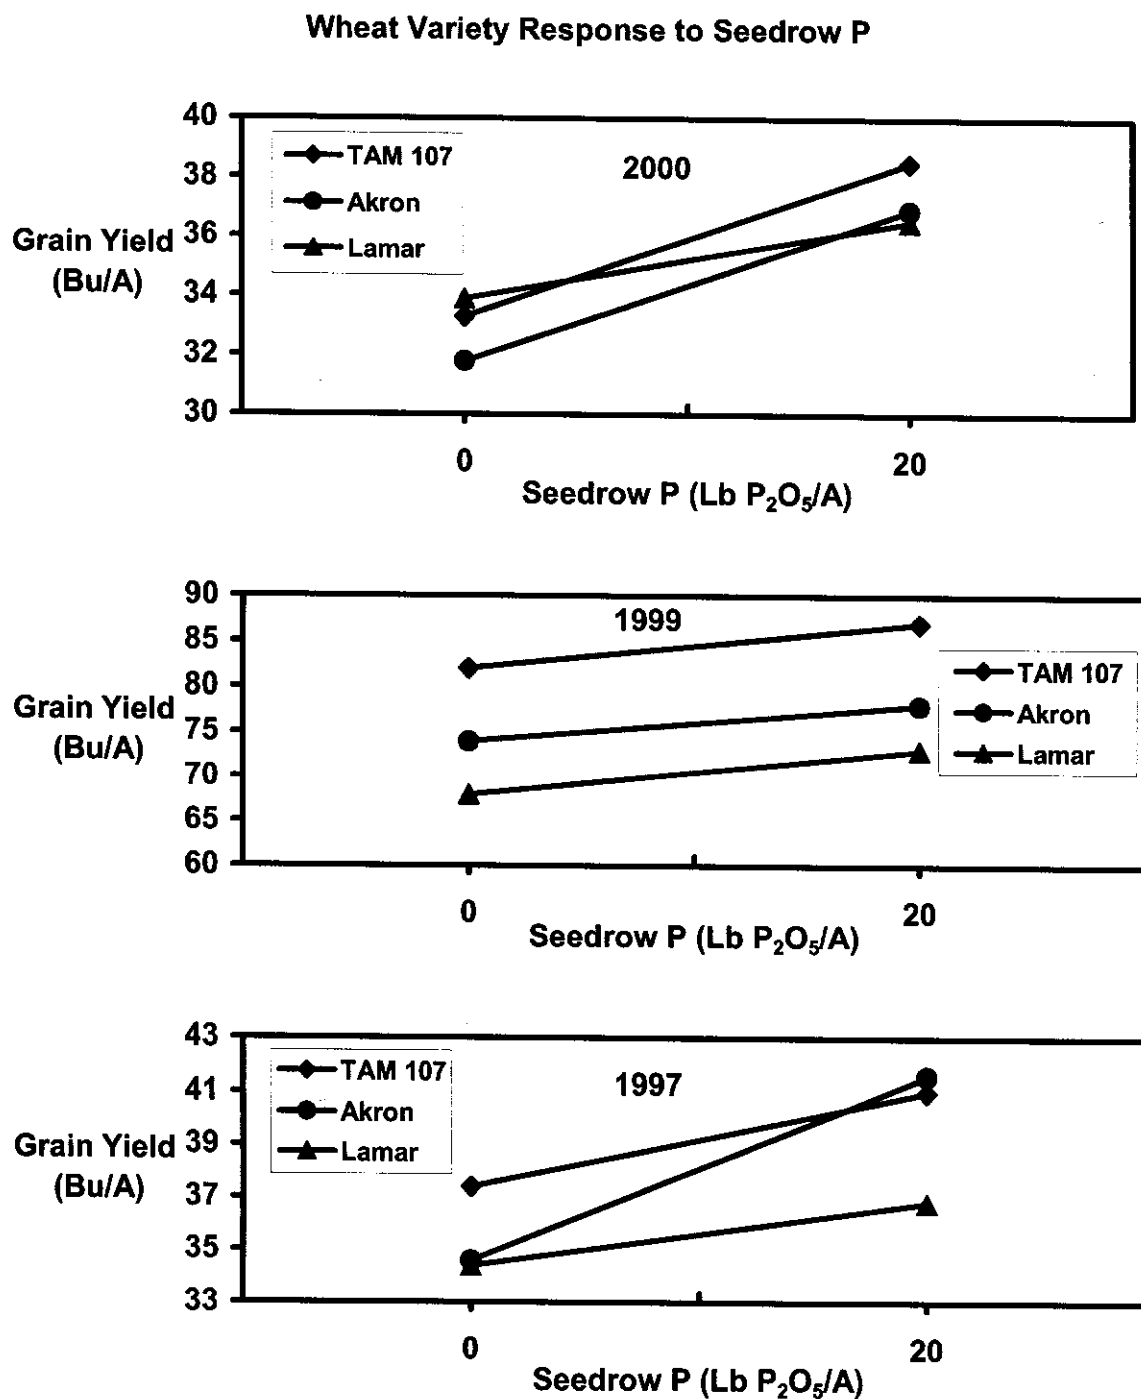 Wheat Variety Response to Seedrow P
40
38
36
34
32
30
Grain Yield
(Bu/A)
TAM 107
Akron
Lamar
2000
0
20
Seedrow P (Lb P₂O₅/A)
90
85
80
75
70
65
60
Grain Yield
(Bu/A)
1999
TAM 107
Akron
Lamar
0
20
Seedrow P (Lb P₂O₅/A)
43
41
39
37
35
33
Grain Yield
(Bu/A)
TAM 107
Akron
Lamar
1997
0
20
Seedrow P (Lb P₂O₅/A)